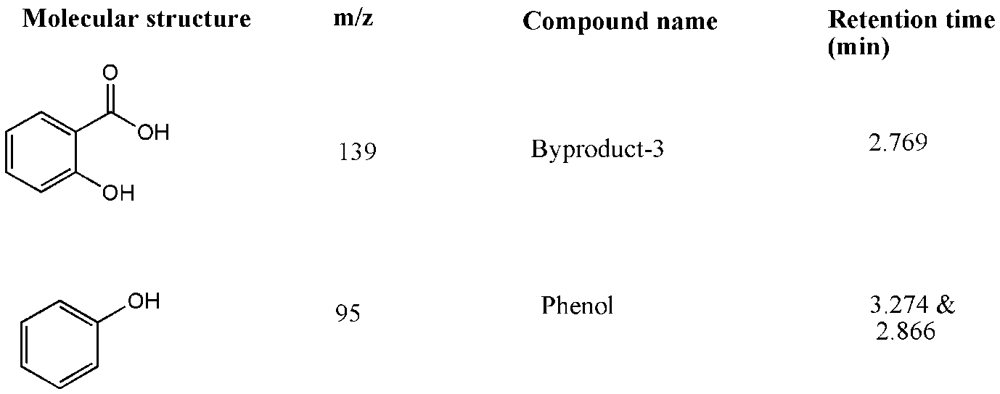 Molecular structure m/z Compound name Retention time
(min)
O
OH
139 Byproduct-3 2.769
OH
OH
95 Phenol 3.274 &
2.866